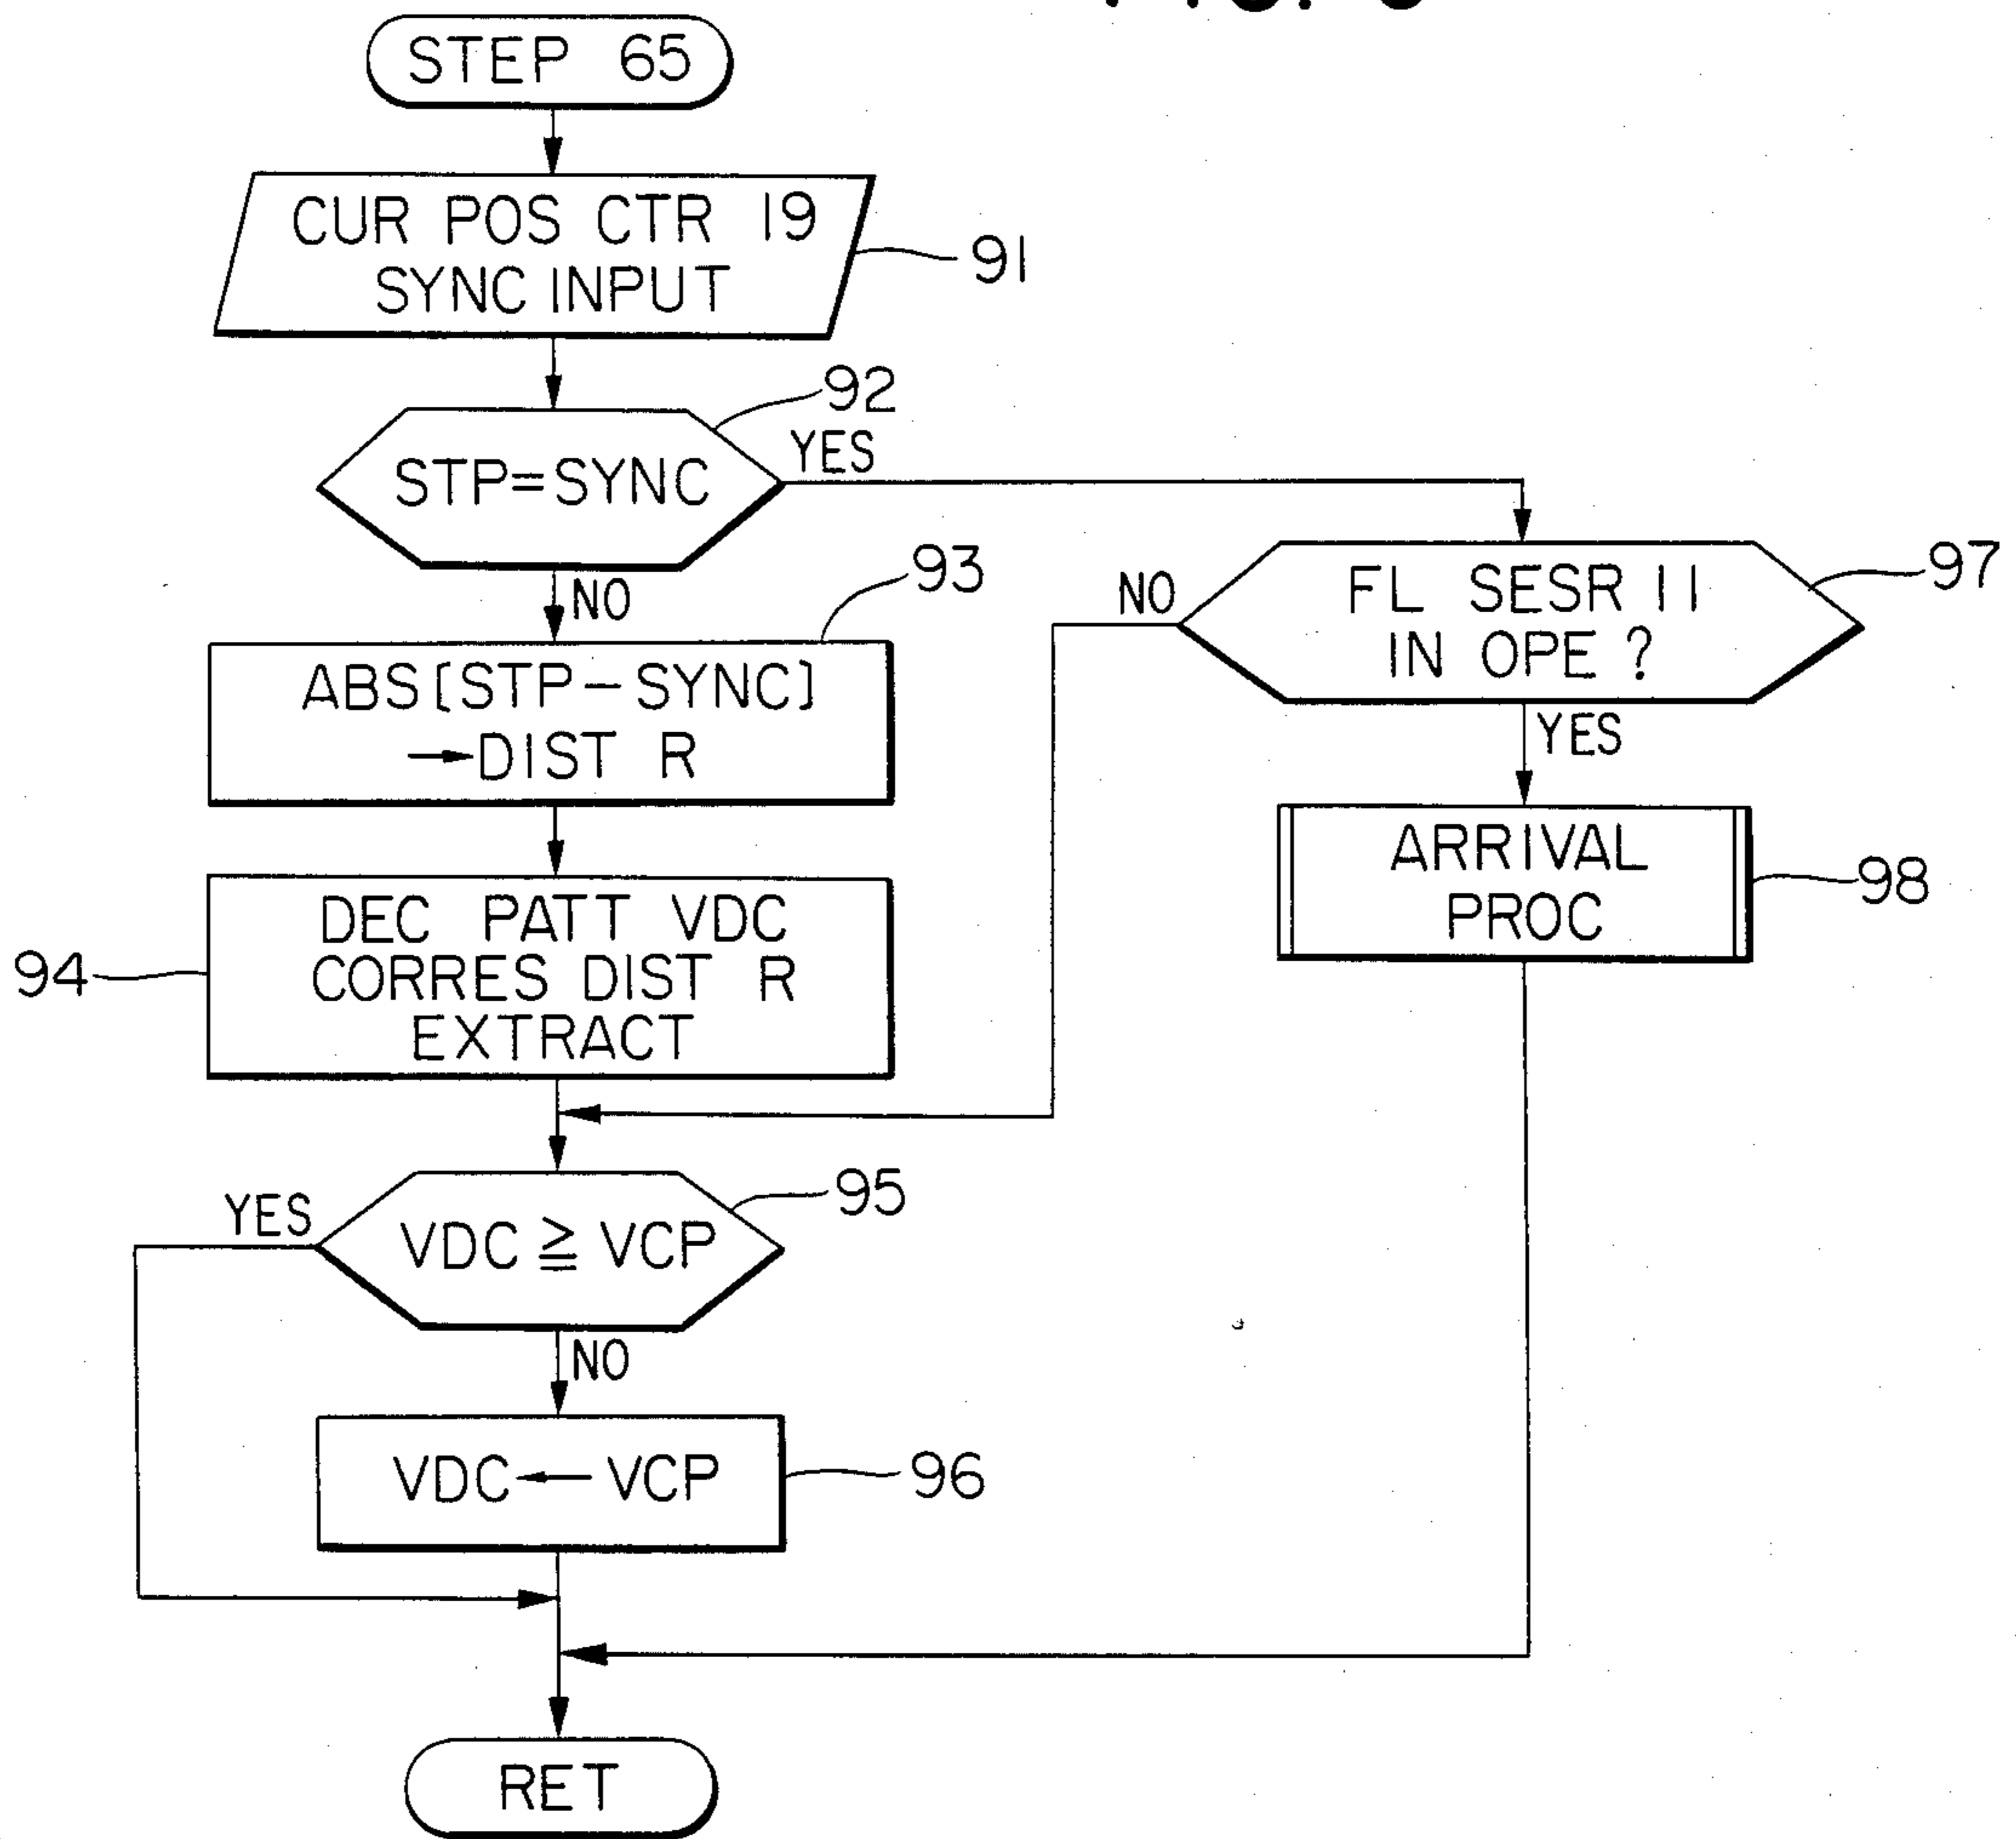 STEP 65
CUR POS CTR 19
SYNC INPUT
91
92
STP=SYNC
YES
NO
93
ABS[STP-SYNC]
→DIST R
94
DEC PATT VDC
CORRES DIST R
EXTRACT
97
FL SESR 11
IN OPE ?
NO
YES
ARRIVAL
PROC
98
95
YES
VDC ≧ VCP
NO
VDC ← VCP
96
RET